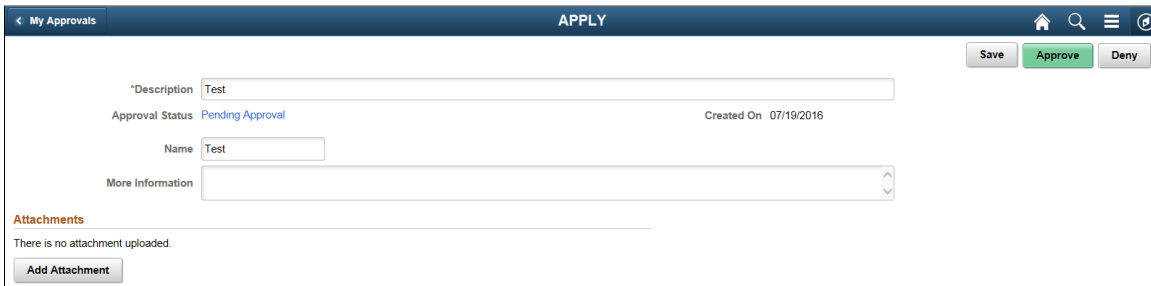 My Approvals APPLY
Save Approve Deny
*Description Test
Approval Status Pending Approval Created On 07/19/2016
Name Test
More Information
Attachments
There is no attachment uploaded.
Add Attachment